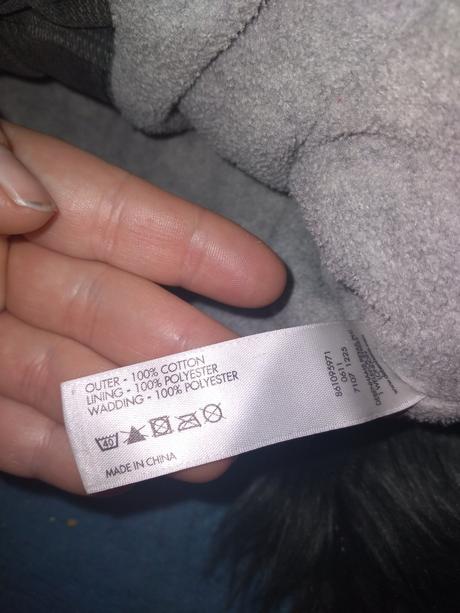 OUTER - 100% COTTON
LINING - 100% POLYESTER
WADDING - 100% POLYESTER
40
MADE IN CHINA
7107 1225
0611
861095971